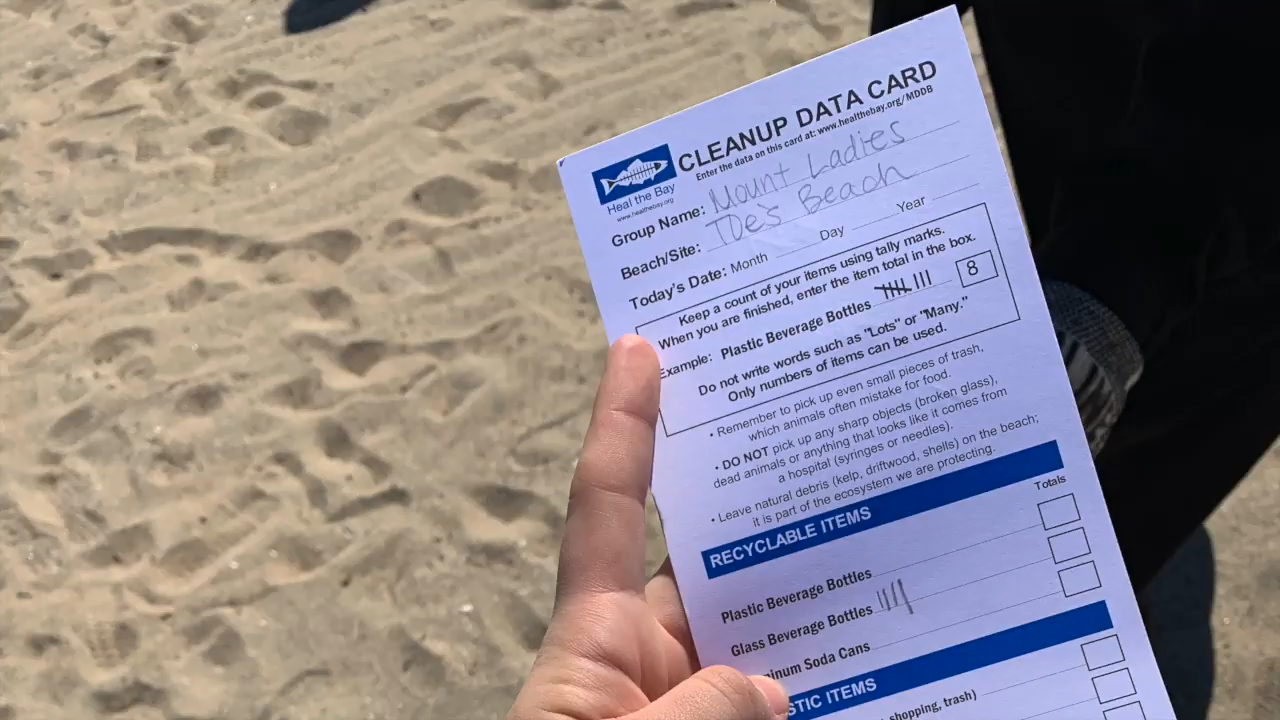 CLEANUP DATA CARD
Enter the data on this card at: www.healthebay.org/MDDB
Heal the Bay
www.healthebay.org
Group Name: Mount Ladies
Beach/Site: Toes Beach
Today's Date: Month Day Year
Keep a count of your items using tally marks.
When you are finished, enter the item total in the box.
Example: Plastic Beverage Bottles 8
Do not write words such as "Lots" or "Many."
Only numbers of items can be used.
• Remember to pick up even small pieces of trash,
which animals often mistake for food.
• DO NOT pick up any sharp objects (broken glass),
dead animals or anything that looks like it comes from
a hospital (syringes or needles).
• Leave natural debris (kelp, driftwood, shells) on the beach;
it is part of the ecosystem we are protecting.
RECYCLABLE ITEMS
Totals
Plastic Beverage Bottles
Glass Beverage Bottles
Soda Cans
ITEMS
shopping, trash)